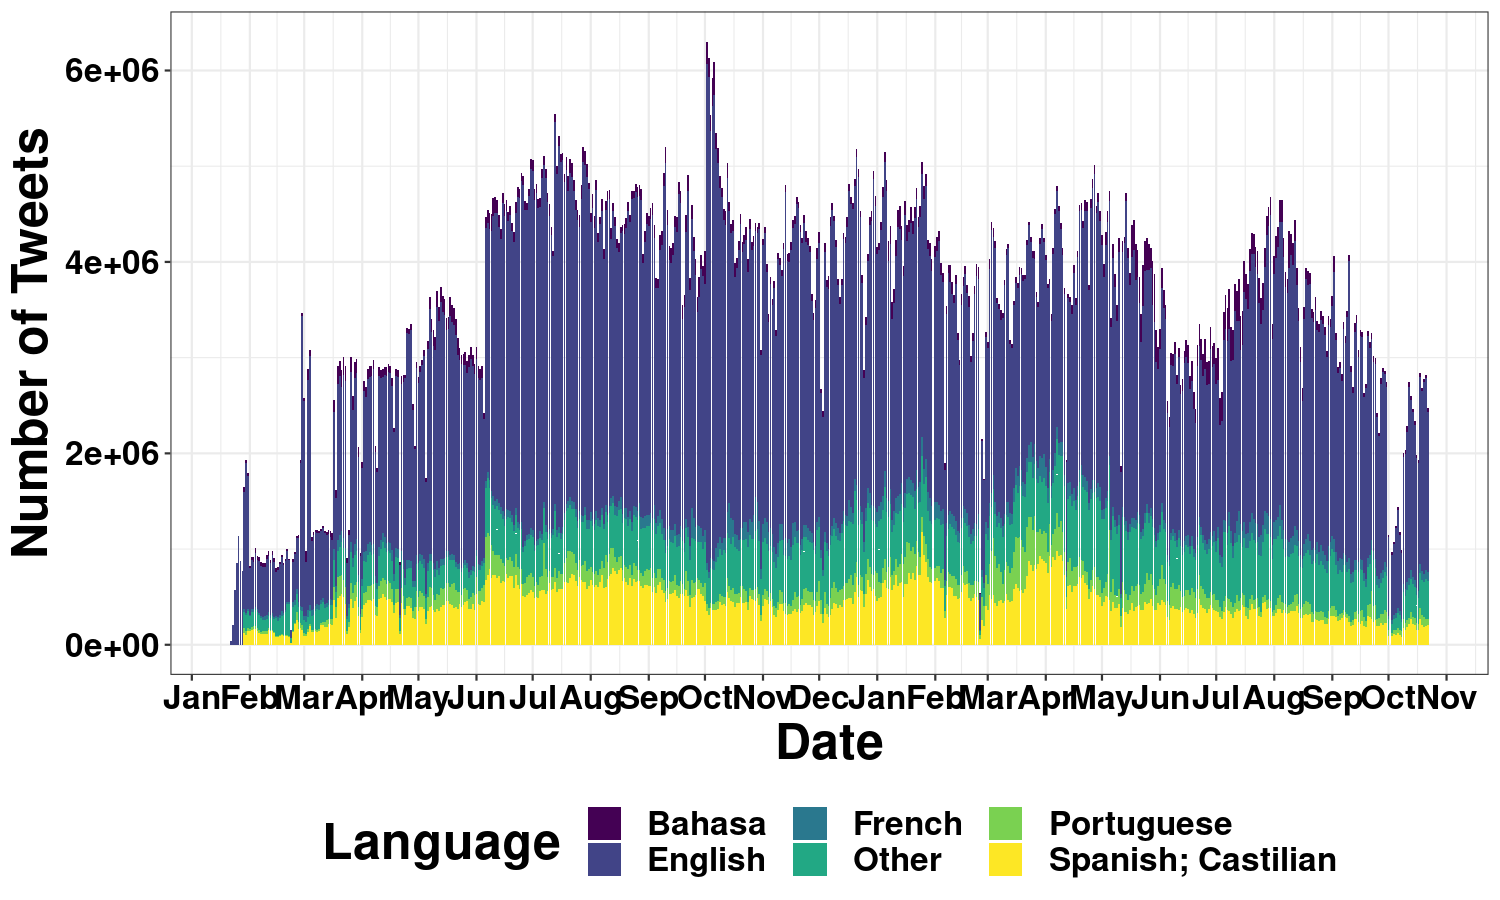 Number of Tweets
6e+06
4e+06
2e+06
0e+00
Jan Feb Mar Apr May Jun Jul Aug Sep Oct Nov Dec Jan Feb Mar Apr May Jun Jul Aug Sep Oct Nov
Date
Language
Bahasa French Portuguese
English Other Spanish; Castilian